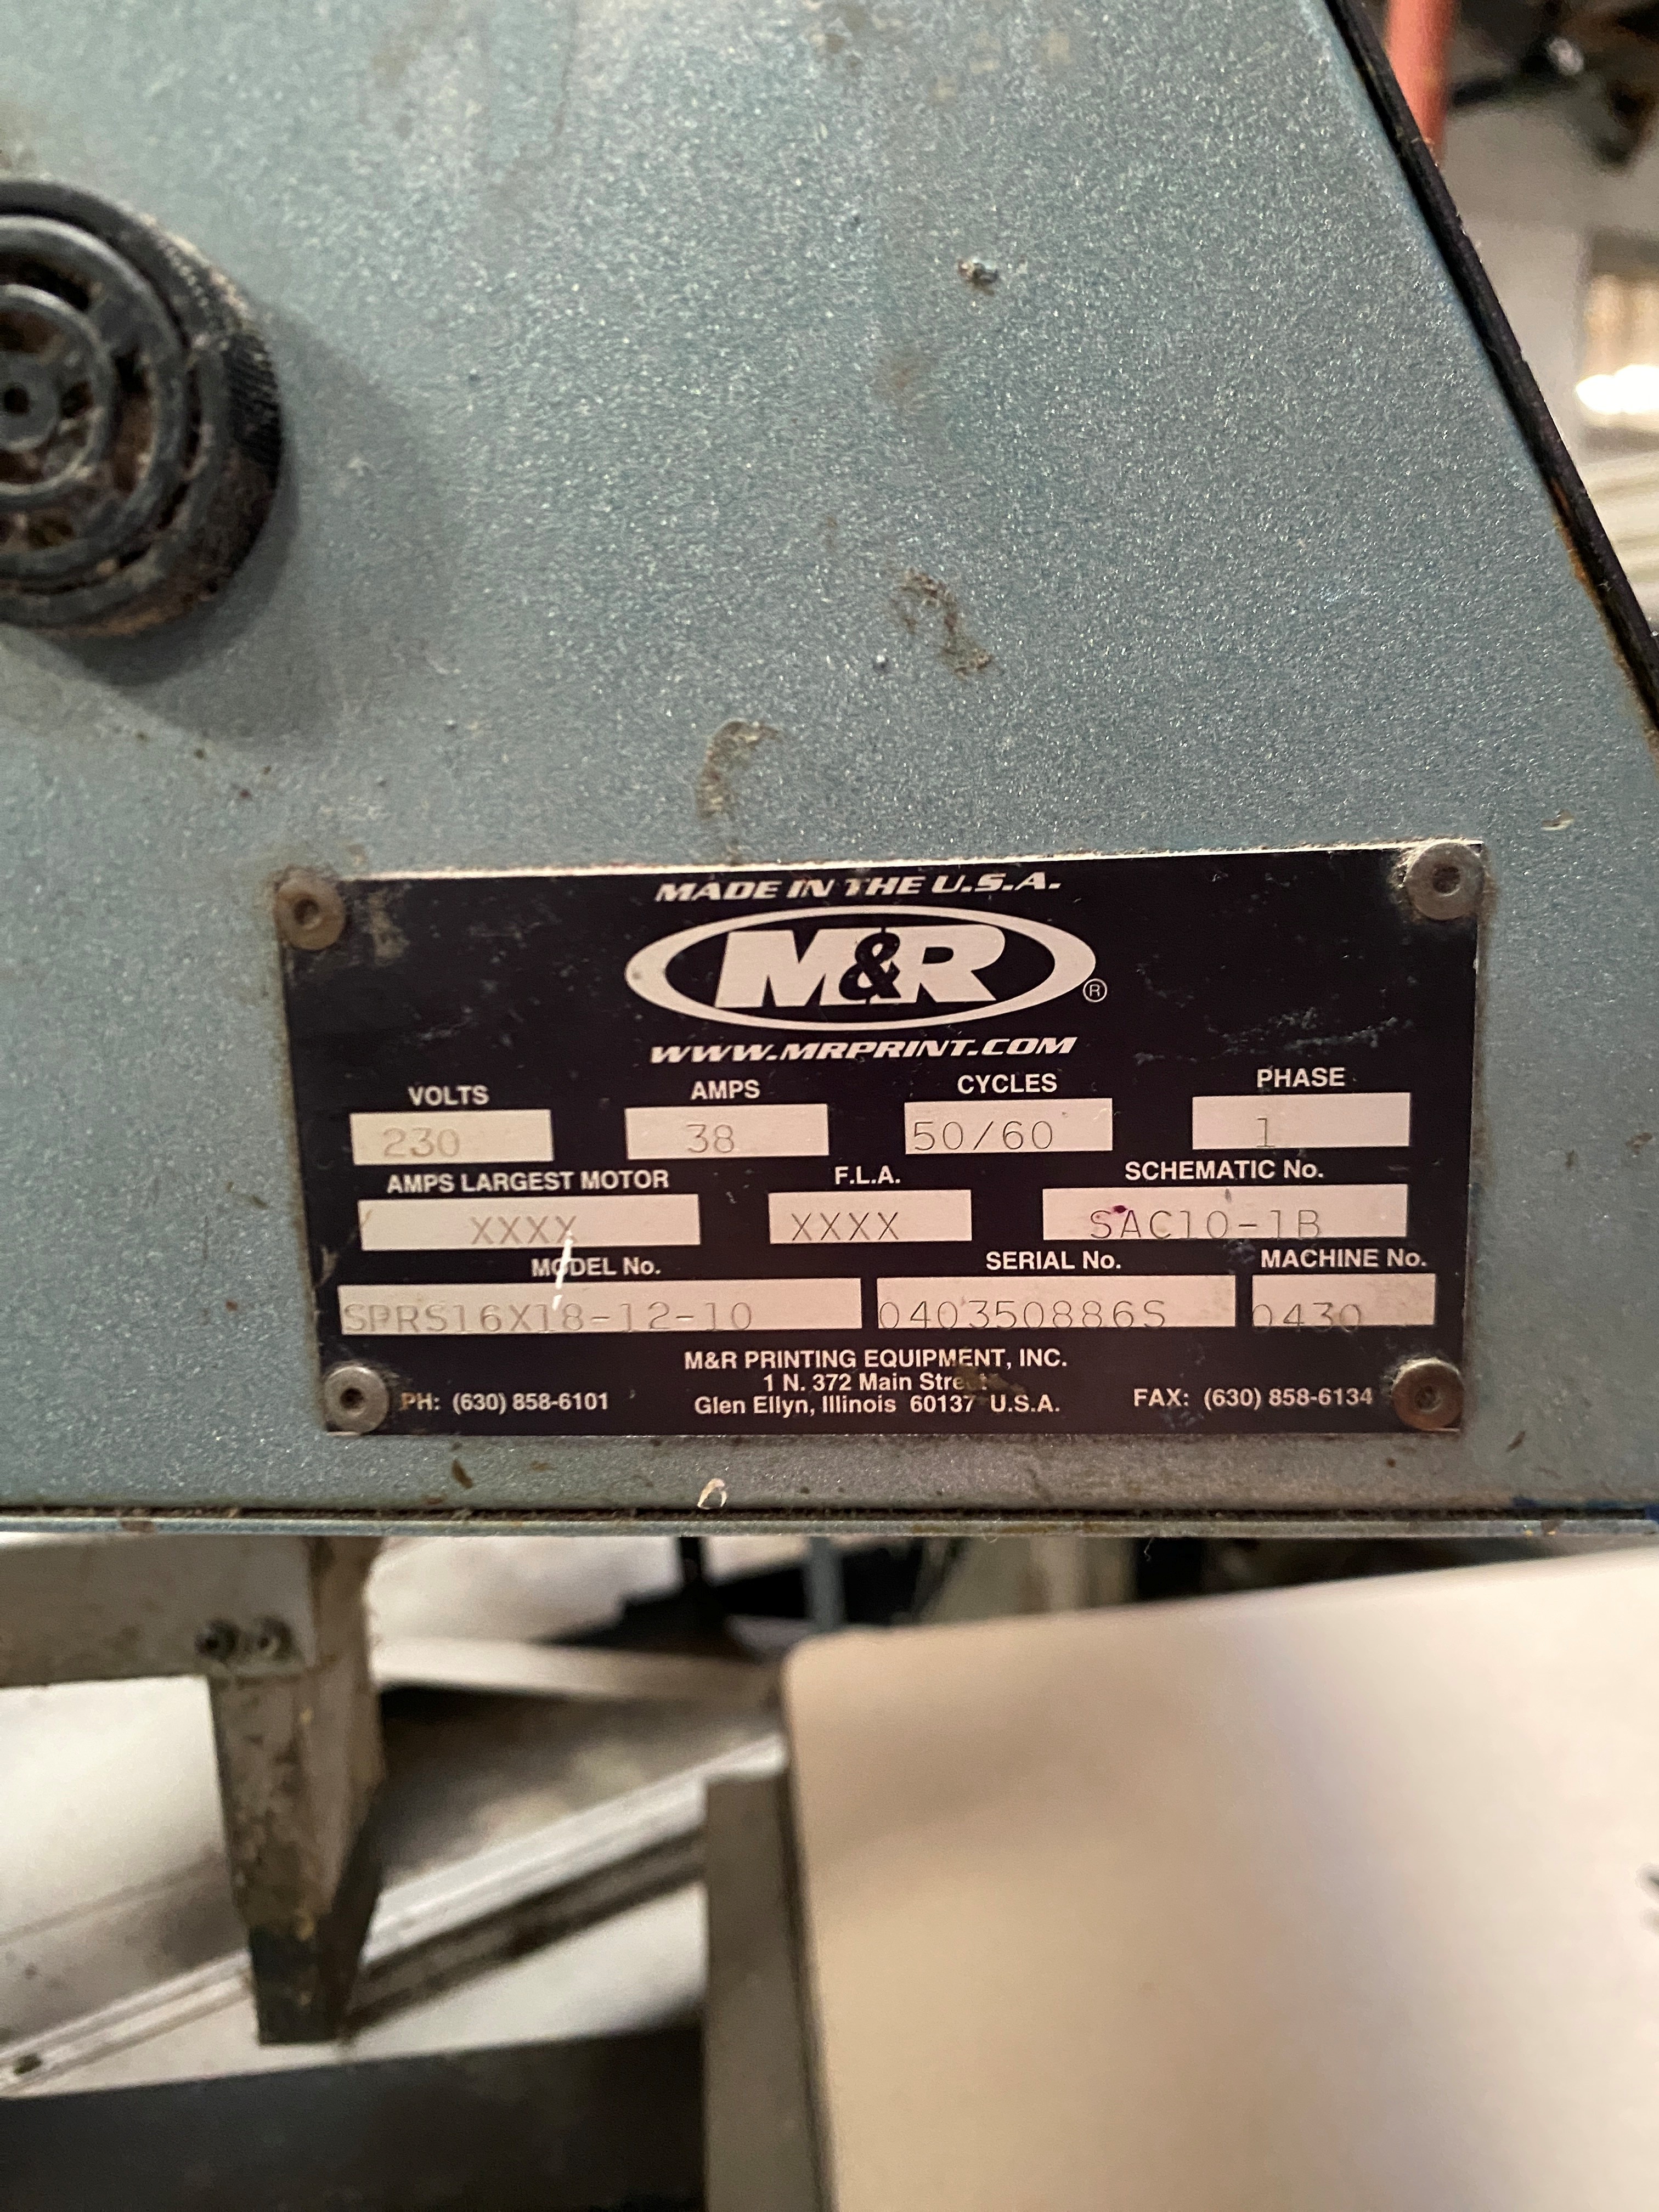 MADE IN THE U.S.A.
M&R®
WWW.MRPRINT.COM
VOLTS AMPS CYCLES PHASE
230 38 50/60 1
AMPS LARGEST MOTOR F.L.A. SCHEMATIC No.
XXXX XXXX SAC10-1B
MODEL No. SERIAL No. MACHINE No.
SPRS16X18-12-10 040350886S 0430
M&R PRINTING EQUIPMENT, INC.
1 N. 372 Main Street
PH: (630) 858-6101 Glen Ellyn, Illinois 60137 U.S.A. FAX: (630) 858-6134